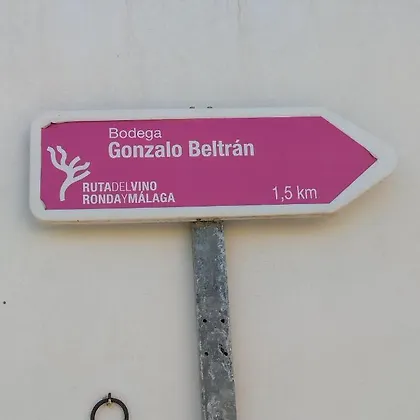 Bodega
Gonzalo Beltrán
RUTADELVINO
RONDAYMÁLAGA
1,5 km